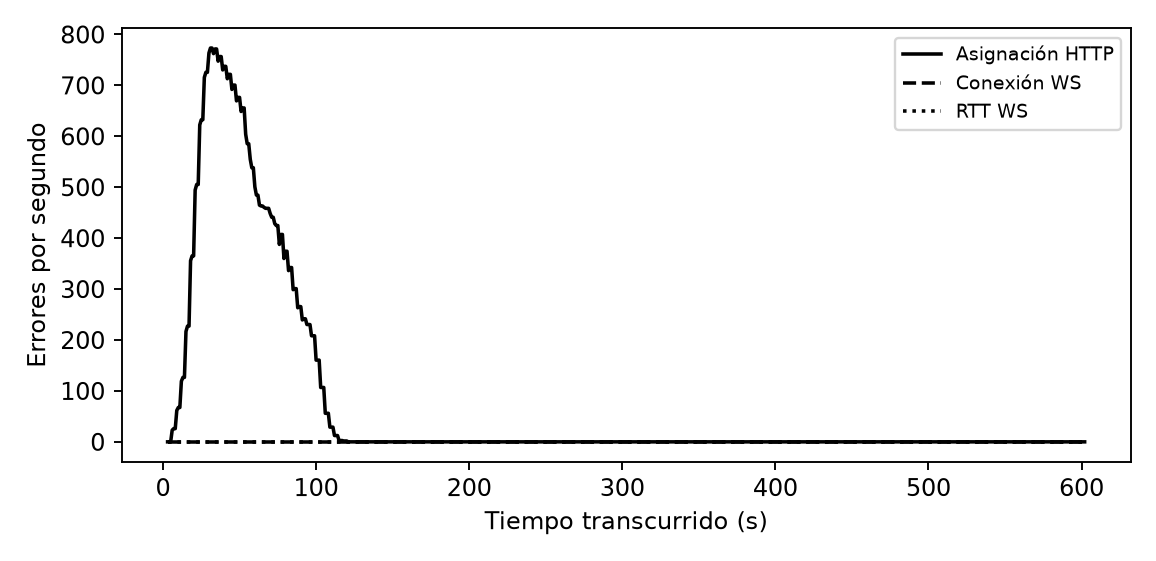 800
700
600
500
400
300
200
100
0
Errores por segundo
Asignación HTTP
Conexión WS
RTT WS
0 100 200 300 400 500 600
Tiempo transcurrido (s)